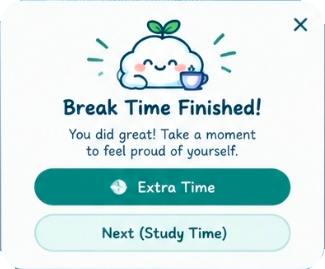 Break Time Finished!
You did great! Take a moment
to feel proud of yourself.
Extra Time
Next (Study Time)